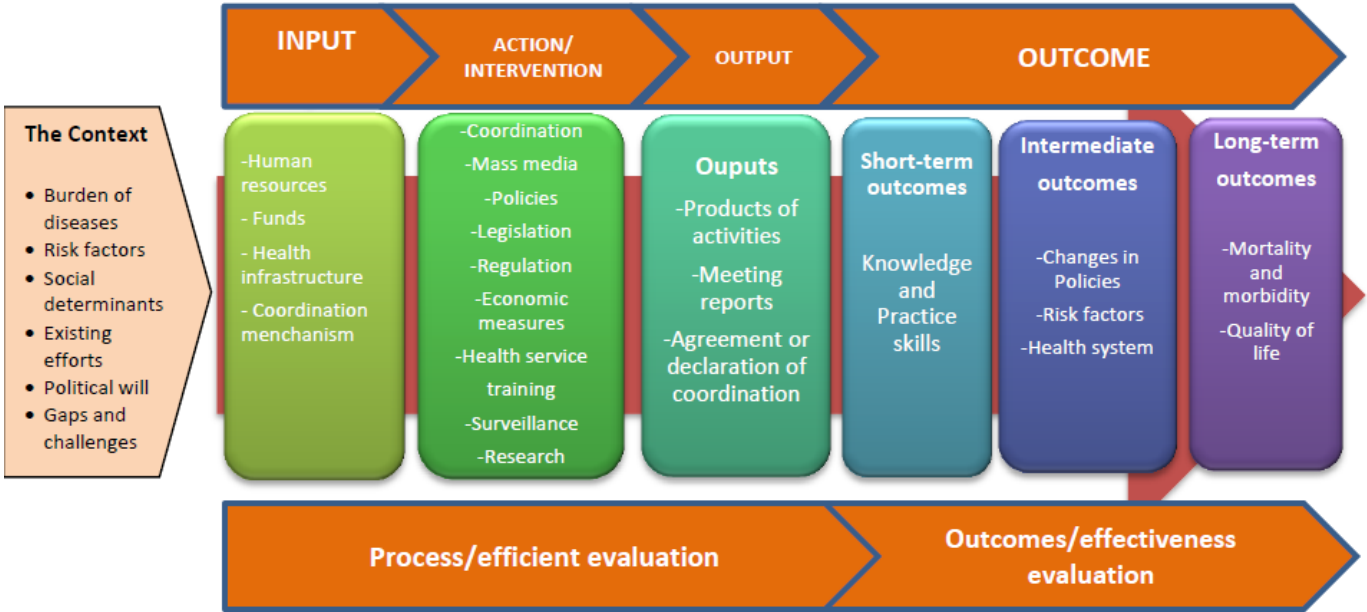 INPUT
ACTION/
INTERVENTION
OUTPUT
OUTCOME
The Context
• Burden of
diseases
• Risk factors
• Social
determinants
• Existing
efforts
• Political will
• Gaps and
challenges
-Human
resources
- Funds
- Health
infrastructure
- Coordination
menchanism
-Coordination
-Mass media
-Policies
-Legislation
-Regulation
-Economic
measures
-Health service
training
-Surveillance
-Research
Ouputs
-Products of
activities
-Meeting
reports
-Agreement or
declaration of
coordination
Short-term
outcomes
Knowledge
and
Practice
skills
Intermediate
outcomes
-Changes in
Policies
-Risk factors
-Health system
Long-term
outcomes
-Mortality
and
morbidity
-Quality of
life
Process/efficient evaluation
Outcomes/effectiveness
evaluation